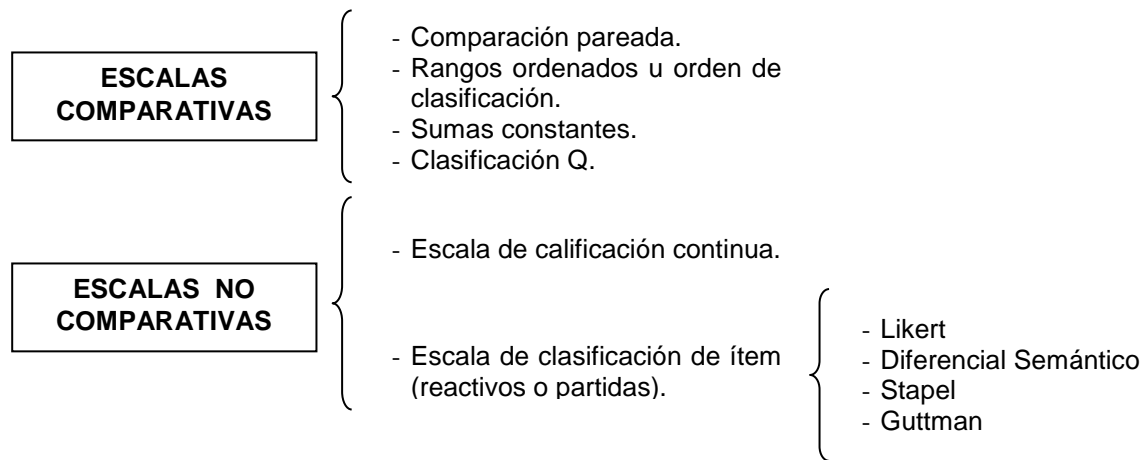 ESCALAS
COMPARATIVAS
- Comparación pareada.
- Rangos ordenados u orden de
clasificación.
- Sumas constantes.
- Clasificación Q.
ESCALAS NO
COMPARATIVAS
- Escala de calificación continua.
- Escala de clasificación de ítem
(reactivos o partidas).
- Likert
- Diferencial Semántico
- Stapel
- Guttman